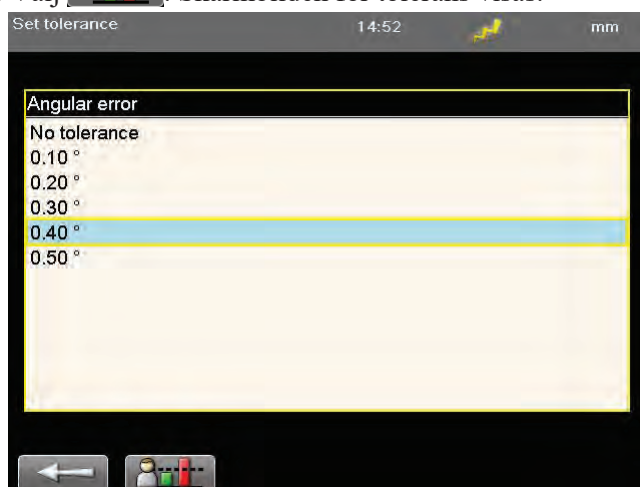 Set tolerance 14:52 mm
Angular error
No tolerance
0.10 °
0.20 °
0.30 °
0.40 °
0.50 °